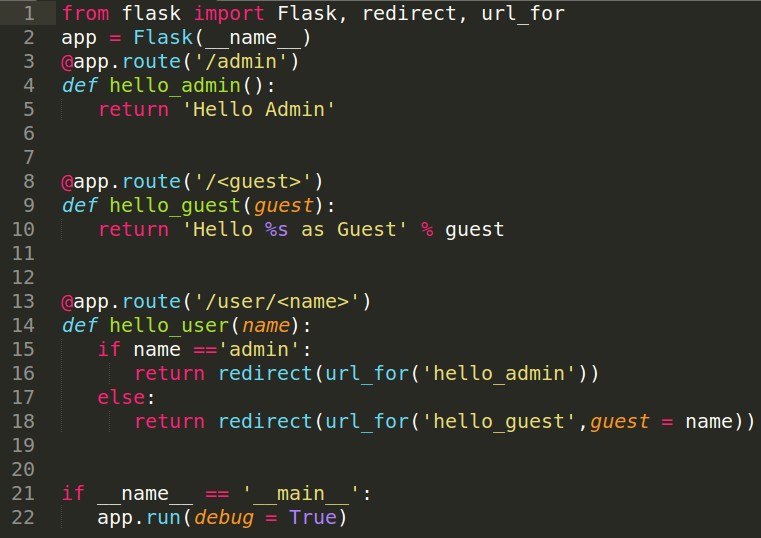 1 from flask import Flask, redirect, url_for
2 app = Flask(__name__)
3 @app.route('/admin')
4 def hello_admin():
5    return 'Hello Admin'
6
7
8 @app.route('/<guest>')
9 def hello_guest(guest):
10    return 'Hello %s as Guest' % guest
11
12
13 @app.route('/user/<name>')
14 def hello_user(name):
15    if name =='admin':
16       return redirect(url_for('hello_admin'))
17    else:
18       return redirect(url_for('hello_guest',guest = name))
19
20
21 if __name__ == '__main__':
22    app.run(debug = True)